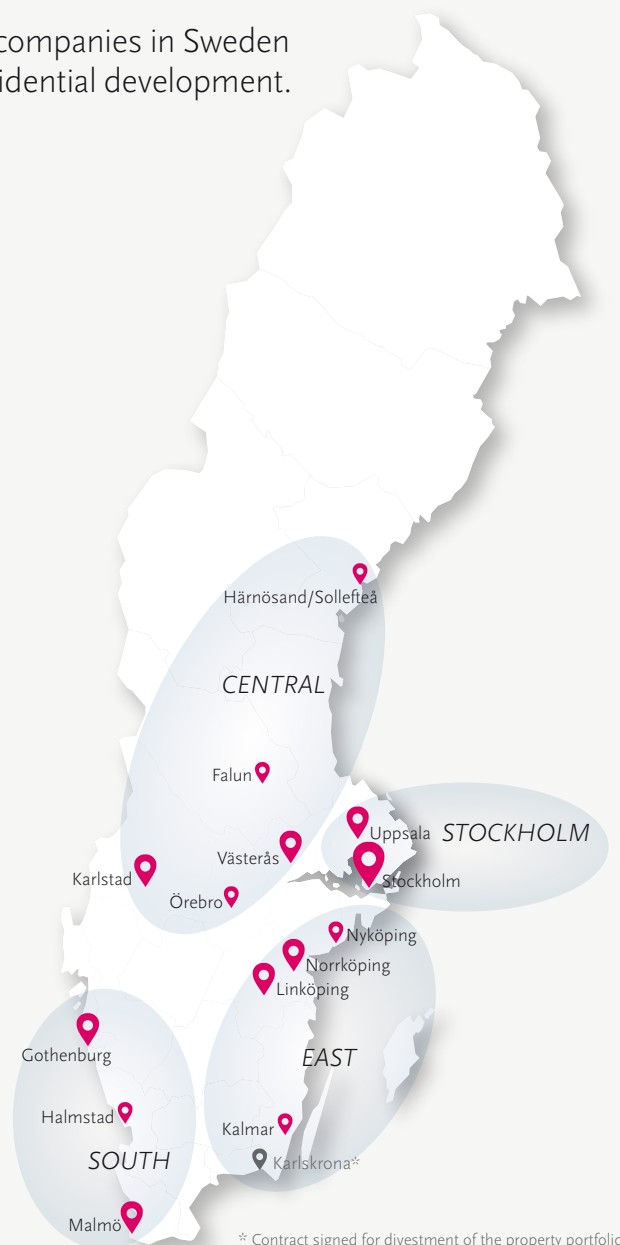 companies in Sweden
idential development.
Härnösand/Sollefteå
CENTRAL
Falun
Uppsala
STOCKHOLM
Västerås
Karlstad
Stockholm
Örebro
Nyköping
Norrköping
Linköping
Gothenburg
EAST
Halmstad
Kalmar
SOUTH
Karlskrona*
Malmö
* Contract signed for divestment of the property portfolio